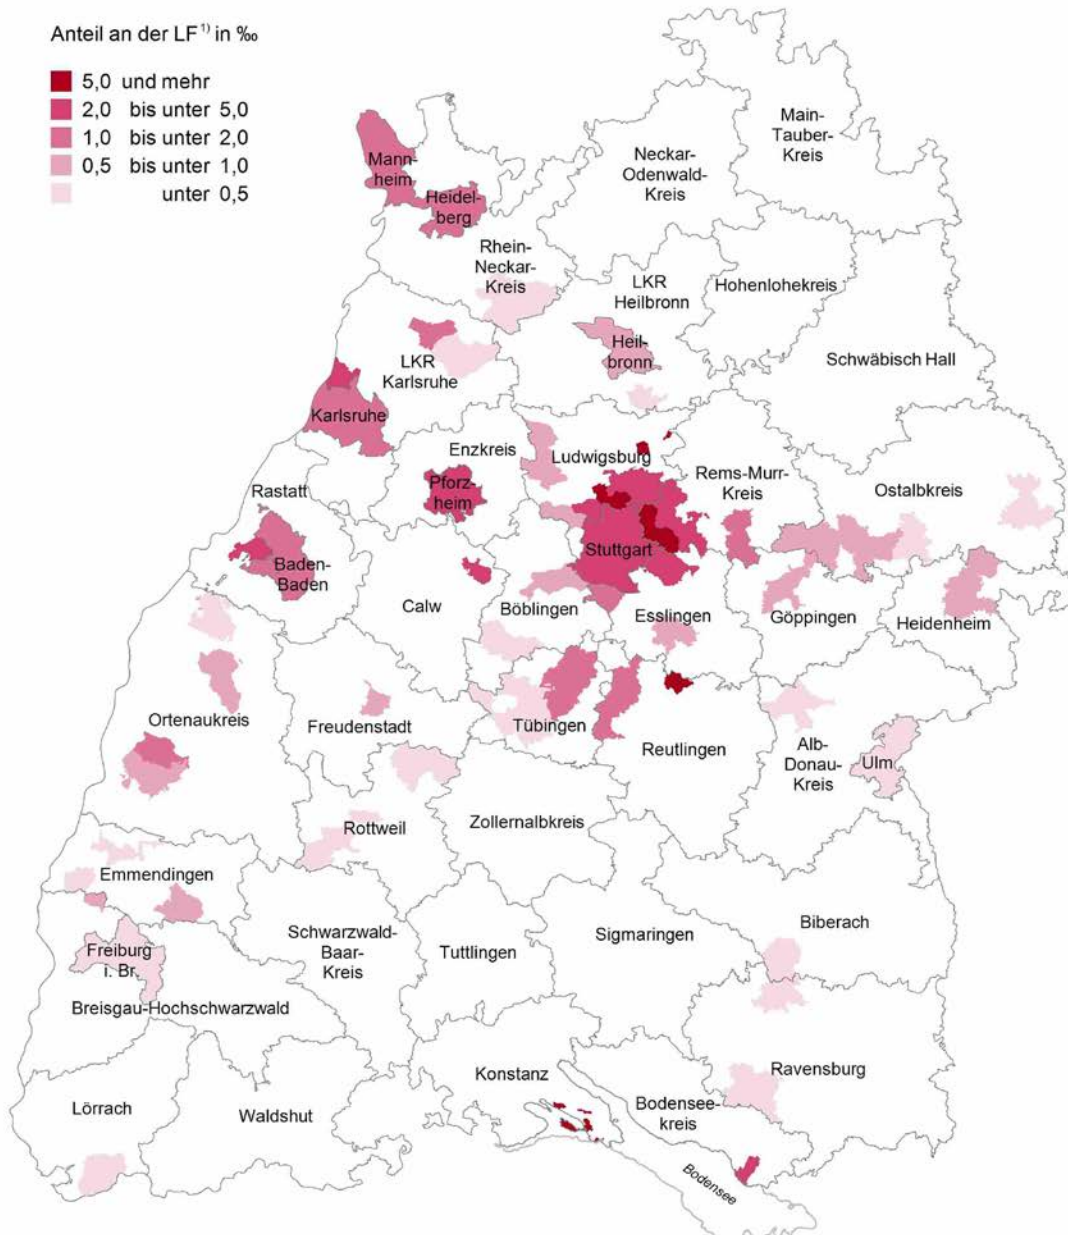 Anteil an der LF 1) in ‰
5,0 und mehr
2,0 bis unter 5,0
1,0 bis unter 2,0
0,5 bis unter 1,0
unter 0,5
Main-
Tauber-
Kreis
Neckar-
Odenwald-
Kreis
Mann-
heim
Heidel-
berg
Rhein-
Neckar-
Kreis
LKR
Heilbronn
Hohenlohekreis
Heil-
bronn
Schwäbisch Hall
LKR
Karlsruhe
Karlsruhe
Enzkreis
Ludwigsburg
Rems-Murr-
Kreis
Ostalbkreis
Pforz-
heim
Rastatt
Stuttgart
Baden-
Baden
Calw
Böblingen
Esslingen
Göppingen
Heidenheim
Ortenaukreis
Freudenstadt
Tübingen
Reutlingen
Alb-
Donau-
Kreis
Ulm
Rottweil
Zollernalbkreis
Emmendingen
Biberach
Schwarzwald-
Baar-
Kreis
Tuttlingen
Sigmaringen
Freiburg
i. Br.
Breisgau-Hochschwarzwald
Konstanz
Ravensburg
Lörrach
Waldshut
Bodensee-
kreis
Bodensee